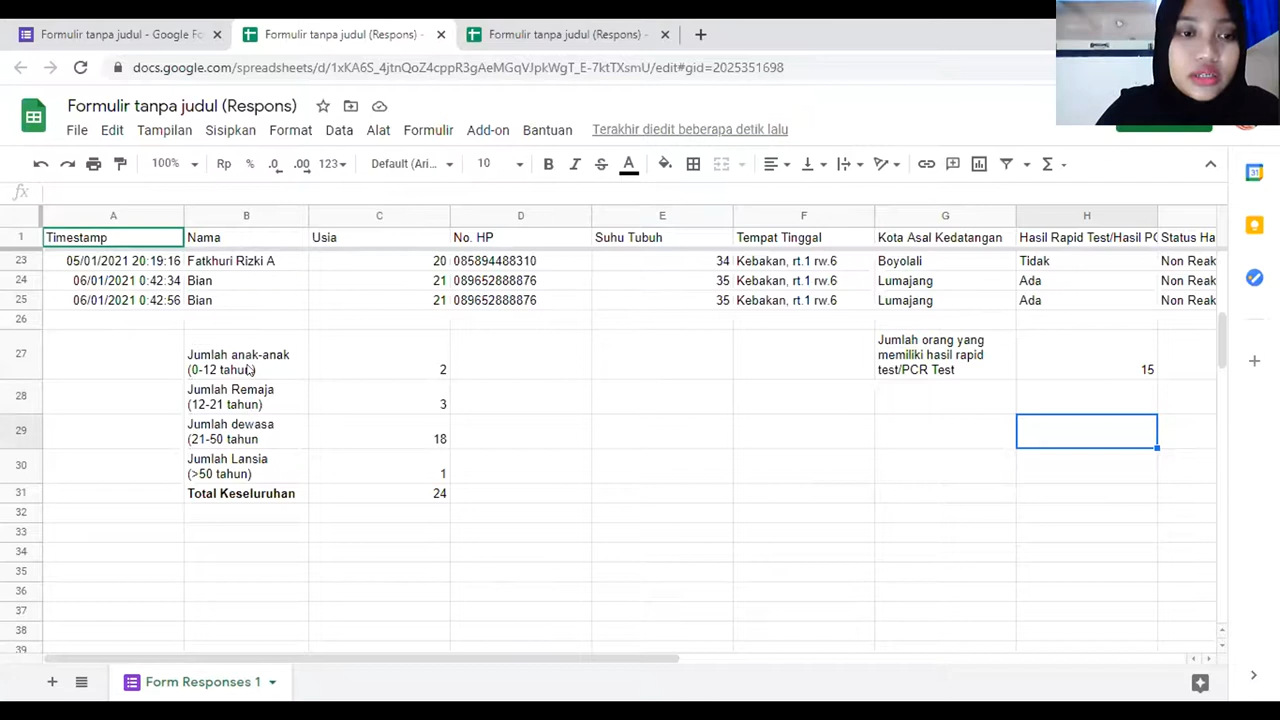 Formulir tanpa judul - Google Fo
Formulir tanpa judul (Respons) -
Formulir tanpa judul (Respons) -
docs.google.com/spreadsheets/d/1xKA6S_4jtnOoZ4cppR3gAeMGqVJpkWgT_E-7ktTXsmU/edit#gid=2025351698
Formulir tanpa judul (Respons)
File Edit Tampilan Sisipkan Format Data Alat Formulir Add-on Bantuan Terakhir diedit beberapa detik lalu
100% Rp % .0 .00 123 Default (Ari... 10 B I S A Σ
fx
A B C D E F G H
1 Timestamp Nama Usia No. HP Suhu Tubuh Tempat Tinggal Kota Asal Kedatangan Hasil Rapid Test/Hasil PC Status Ha
23 05/01/2021 20:19:16 Fatkhuri Rizki A 20 085894488310 34 Kebakan, rt.1 rw.6 Boyolali Tidak Non Reak
24 06/01/2021 0:42:34 Bian 21 089652888876 35 Kebakan, rt.1 rw.6 Lumajang Ada Non Reak
25 06/01/2021 0:42:56 Bian 21 089652888876 35 Kebakan, rt.1 rw.6 Lumajang Ada Non Reak
26
27 Jumlah anak-anak
(0-12 tahun) 2
Jumlah orang yang
memiliki hasil rapid
test/PCR Test 15
28 Jumlah Remaja
(12-21 tahun) 3
29 Jumlah dewasa
(21-50 tahun 18
30 Jumlah Lansia
(>50 tahun) 1
31 Total Keseluruhan 24
32
33
34
35
36
37
38
39
Form Responses 1
31